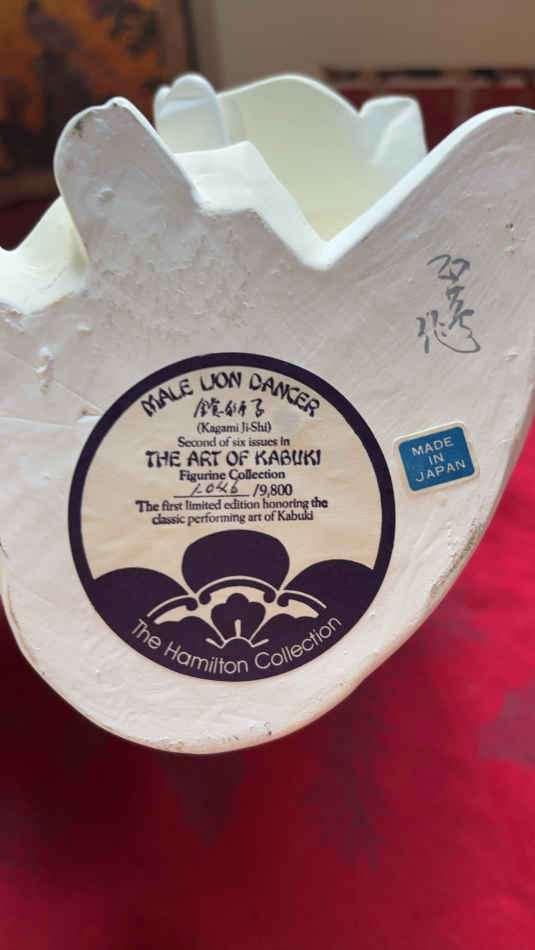 MALE LION DANCER
鏡獅子
(Kagami Ji-Shi)
Second of six issues in
THE ART OF KABUKI
Figurine Collection
1046 /9,800
The first limited edition honoring the
classic performing art of Kabuki
The Hamilton Collection
MADE
IN
JAPAN
作